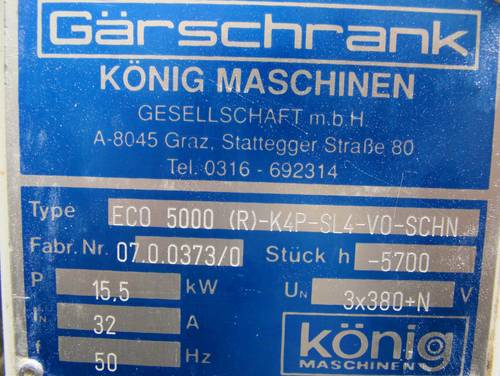 Gärschrank
KÖNIG MASCHINEN
GESELLSCHAFT m.b.H.
A-8045 Graz, Stattegger Straße 80
Tel. 0316 - 692314
Type ECO 5000 (R)-K4P-SL4-VO-SCHN
Fabr. Nr. 07.0.0373/0 Stück h -5700
P 15.5 kW UN 3x380+N V
IN 32 A
f 50 Hz
könig
MASCHINEN